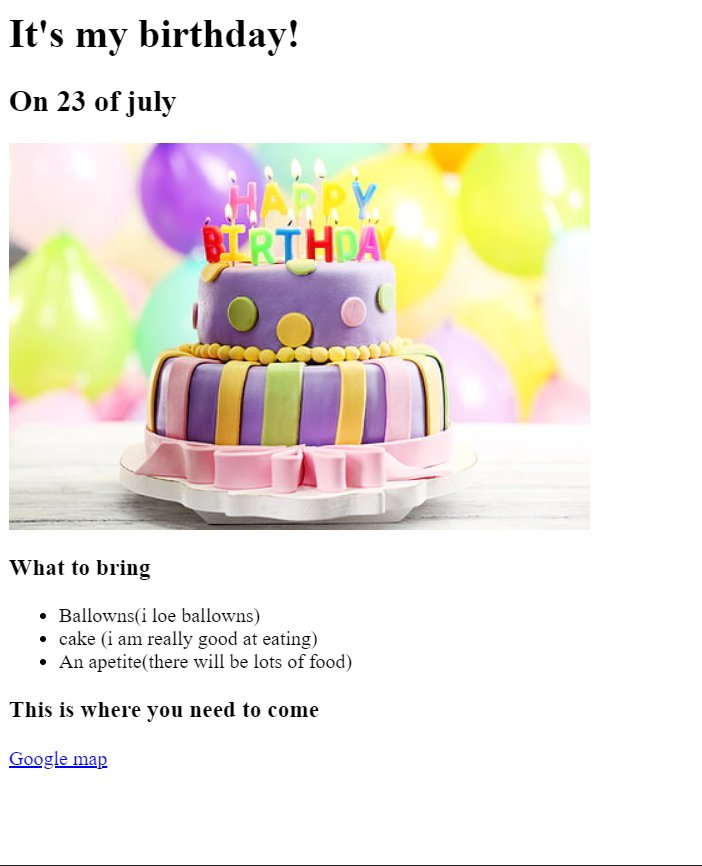 It's my birthday!
On 23 of july
HAPPY
BIRTHDAY
What to bring
Ballowns(i loe ballowns)
cake (i am really good at eating)
An apetite(there will be lots of food)
This is where you need to come
Google map